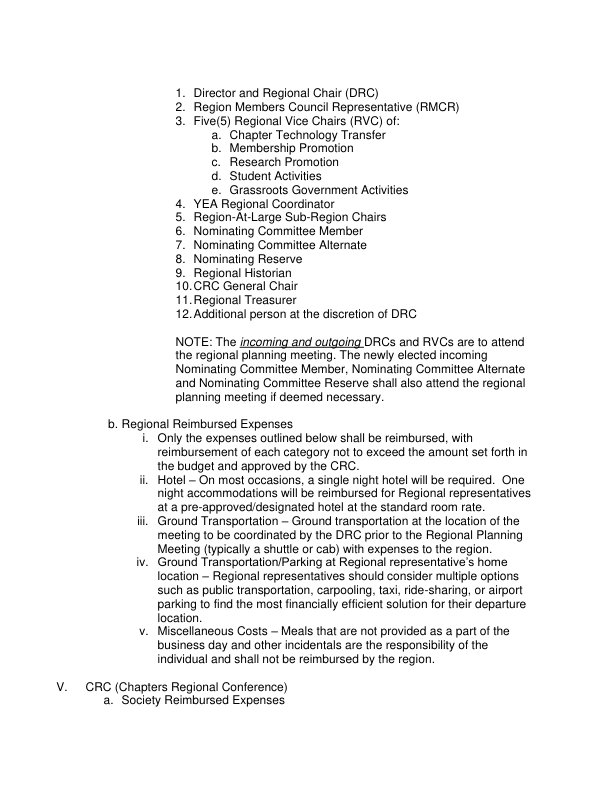 1. Director and Regional Chair (DRC)
2. Region Members Council Representative (RMCR)
3. Five(5) Regional Vice Chairs (RVC) of:
a. Chapter Technology Transfer
b. Membership Promotion
c. Research Promotion
d. Student Activities
e. Grassroots Government Activities
4. YEA Regional Coordinator
5. Region-At-Large Sub-Region Chairs
6. Nominating Committee Member
7. Nominating Committee Alternate
8. Nominating Reserve
9. Regional Historian
10. CRC General Chair
11. Regional Treasurer
12. Additional person at the discretion of DRC
NOTE: The incoming and outgoing DRCs and RVCs are to attend
the regional planning meeting. The newly elected incoming
Nominating Committee Member, Nominating Committee Alternate
and Nominating Committee Reserve shall also attend the regional
planning meeting if deemed necessary.
b. Regional Reimbursed Expenses
i. Only the expenses outlined below shall be reimbursed, with
reimbursement of each category not to exceed the amount set forth in
the budget and approved by the CRC.
ii. Hotel – On most occasions, a single night hotel will be required. One
night accommodations will be reimbursed for Regional representatives
at a pre-approved/designated hotel at the standard room rate.
iii. Ground Transportation – Ground transportation at the location of the
meeting to be coordinated by the DRC prior to the Regional Planning
Meeting (typically a shuttle or cab) with expenses to the region.
iv. Ground Transportation/Parking at Regional representative's home
location – Regional representatives should consider multiple options
such as public transportation, carpooling, taxi, ride-sharing, or airport
parking to find the most financially efficient solution for their departure
location.
v. Miscellaneous Costs – Meals that are not provided as a part of the
business day and other incidentals are the responsibility of the
individual and shall not be reimbursed by the region.
V. CRC (Chapters Regional Conference)
a. Society Reimbursed Expenses